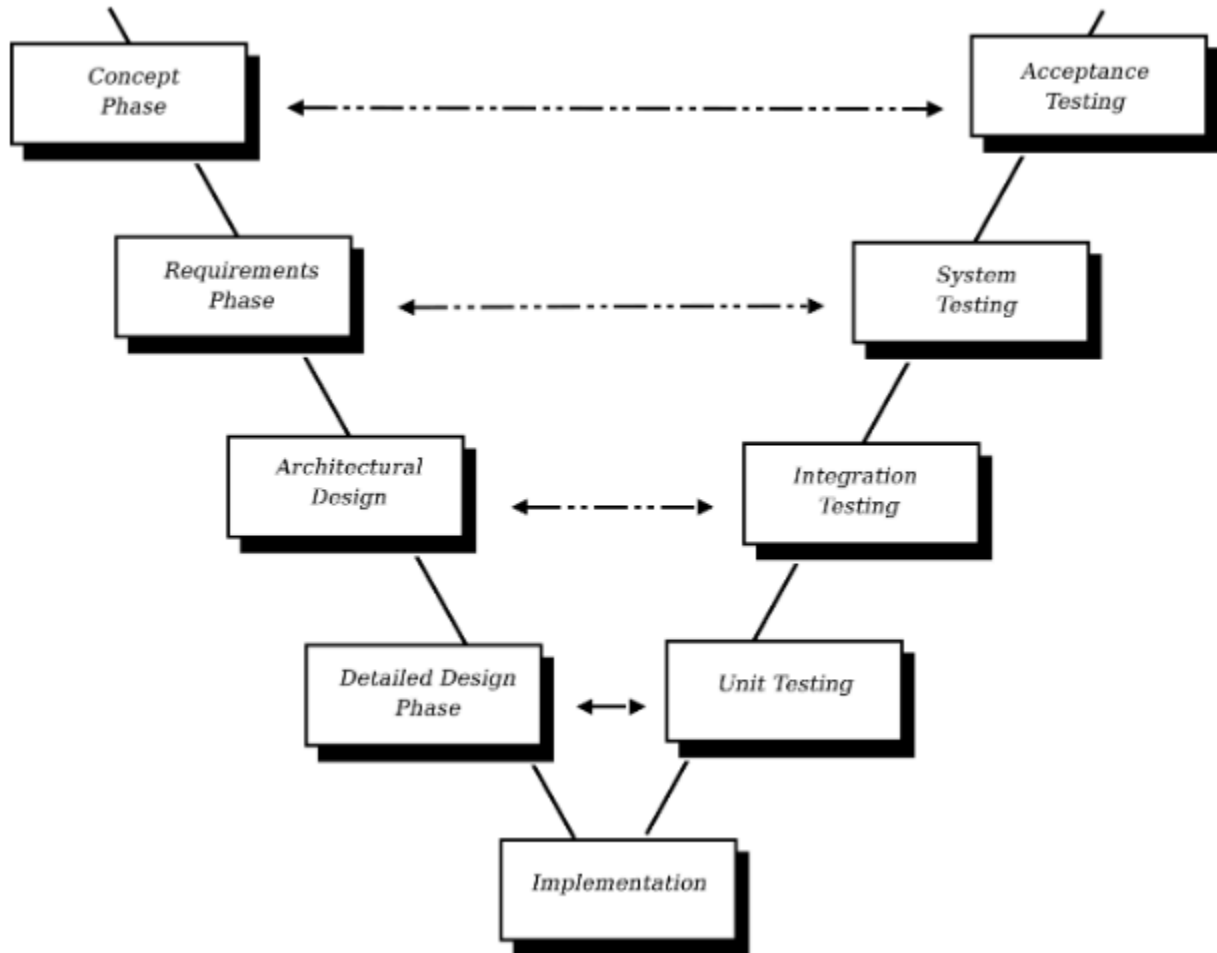 Concept
Phase
Acceptance
Testing
Requirements
Phase
System
Testing
Architectural
Design
Integration
Testing
Detailed Design
Phase
Unit Testing
Implementation